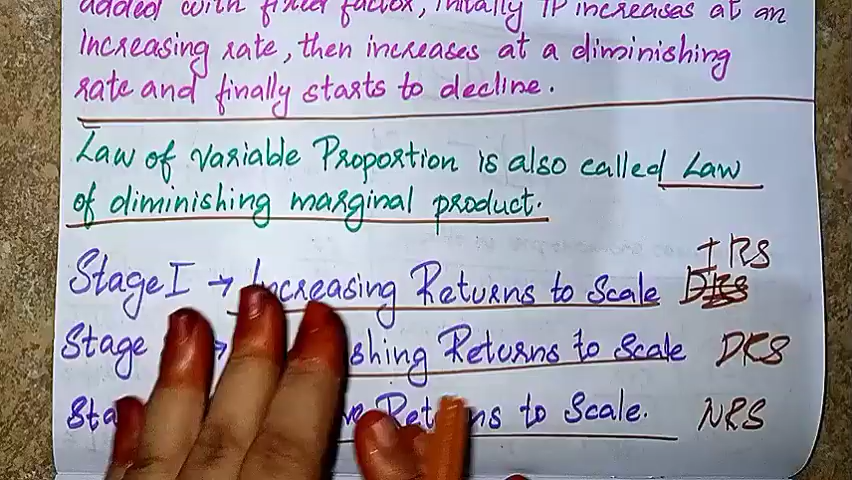 added with fixed factor, initally TP increases at an
increasing rate, then increases at a diminishing
rate and finally starts to decline.
Law of variable Proportion is also called Law
of diminishing marginal product.
IRS
Stage I → Increasing Returns to Scale
Stage shing Returns to Scale DRS
Sta ve Returns to Scale. NRS